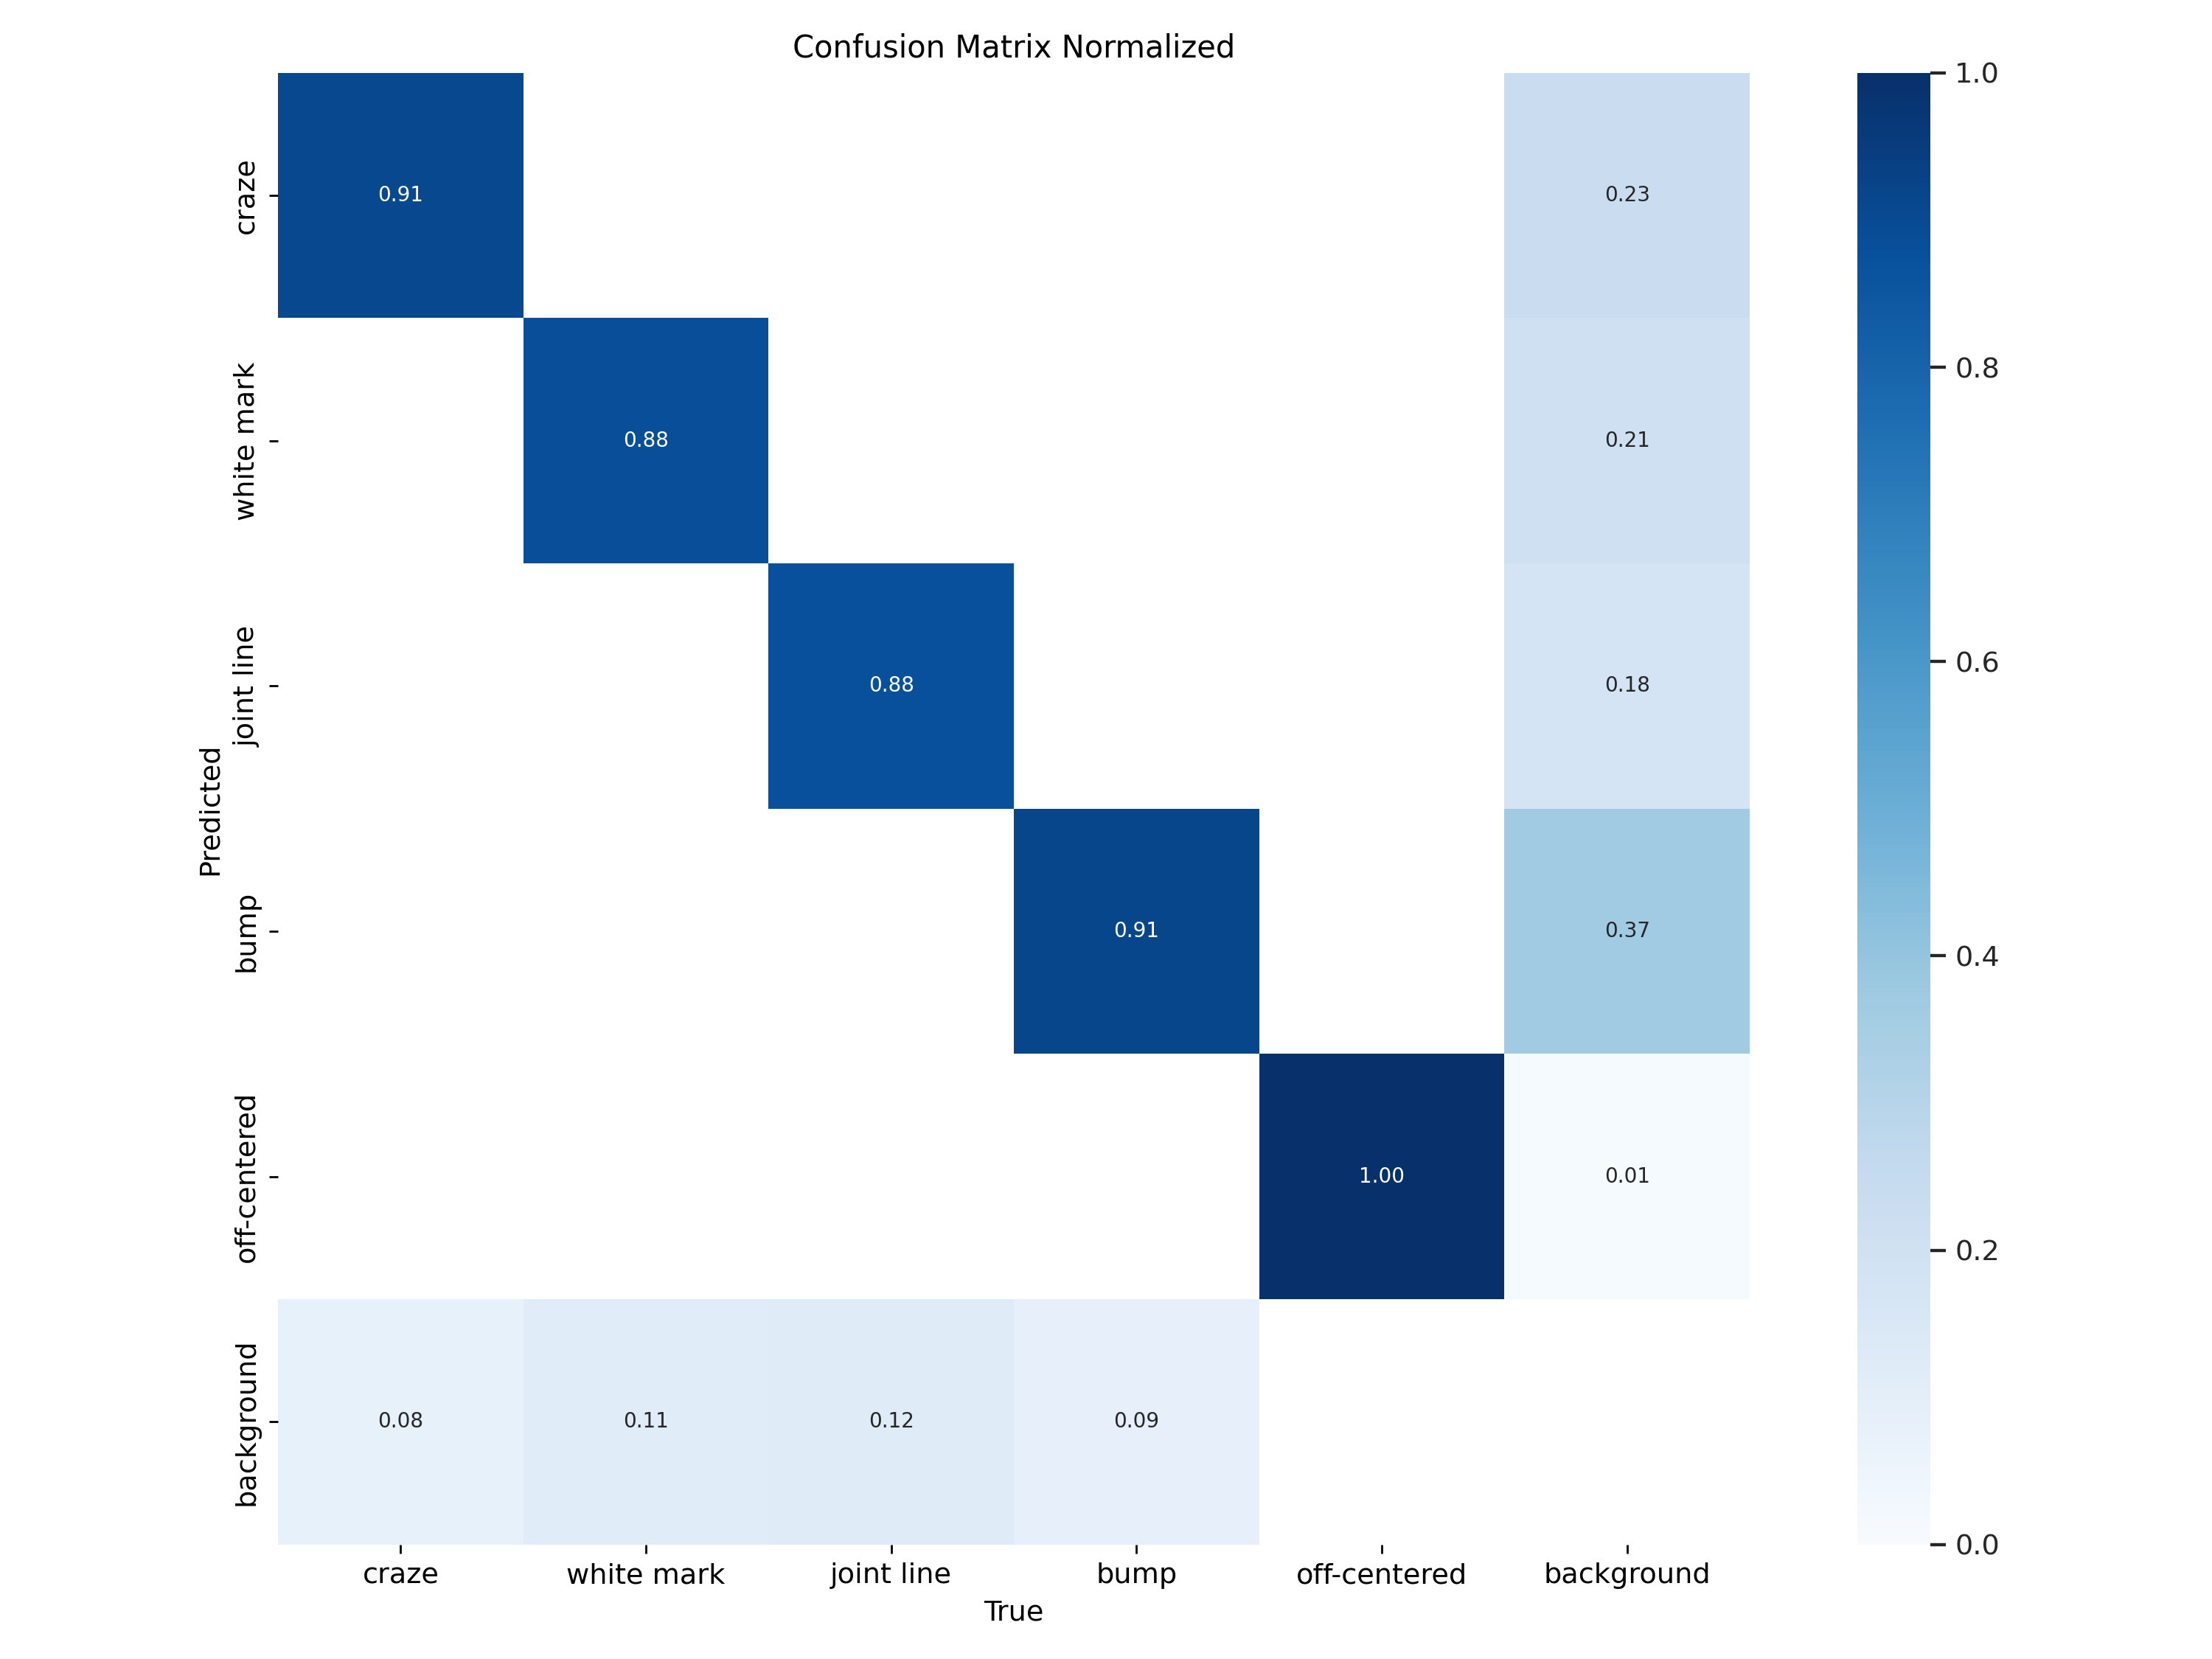 Confusion Matrix Normalized
craze
0.91
0.23
1.0
white mark
0.88
0.21
0.8
joint line
0.88
0.18
0.6
Predicted
bump
0.91
0.37
0.4
off-centered
1.00
0.01
0.2
background
0.08
0.11
0.12
0.09
0.0
craze
white mark
joint line
bump
off-centered
background
True